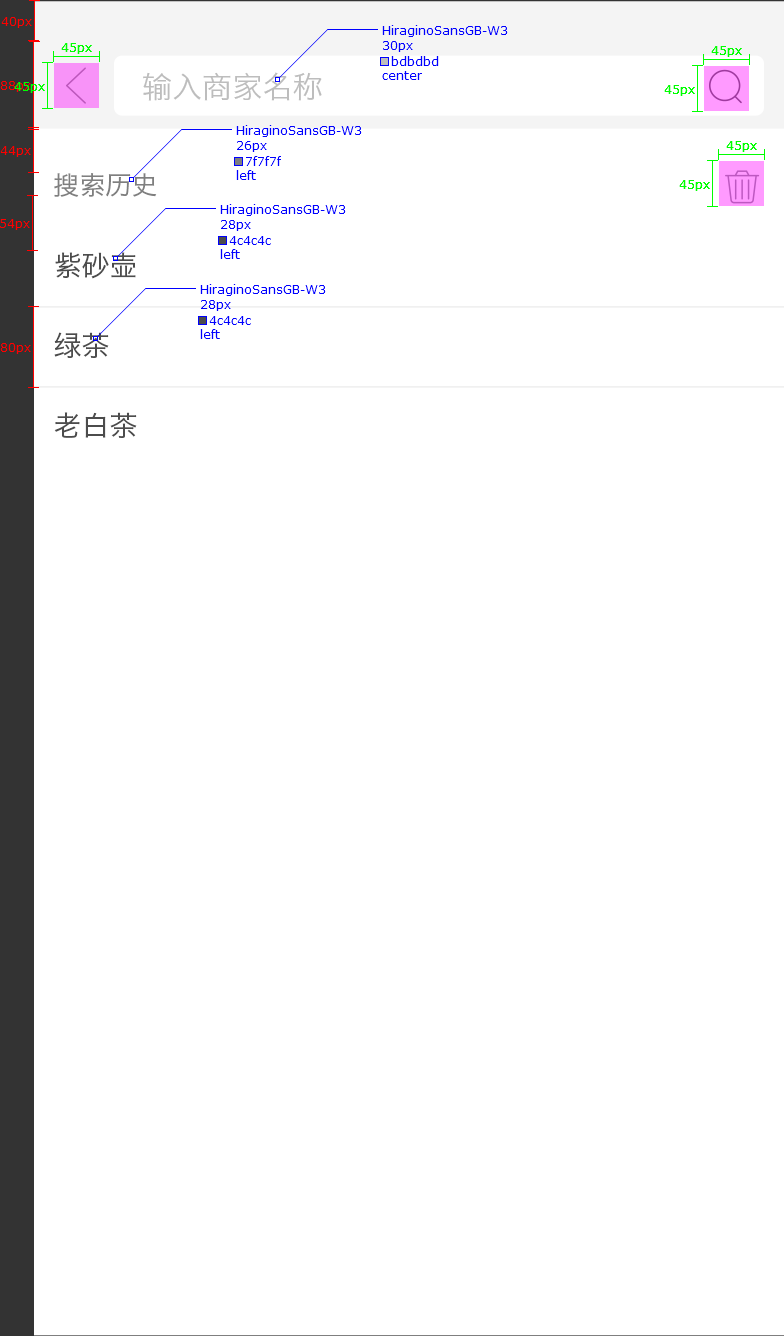 40px
HiraginoSansGB-W3
30px
bdbdbd
center
45px
45px
输入商家名称
45px
45px
HiraginoSansGB-W3
26px
7f7f7f
left
44px
搜索历史
45px
45px
HiraginoSansGB-W3
28px
4c4c4c
left
54px
紫砂壶
HiraginoSansGB-W3
28px
4c4c4c
left
80px
绿茶
老白茶